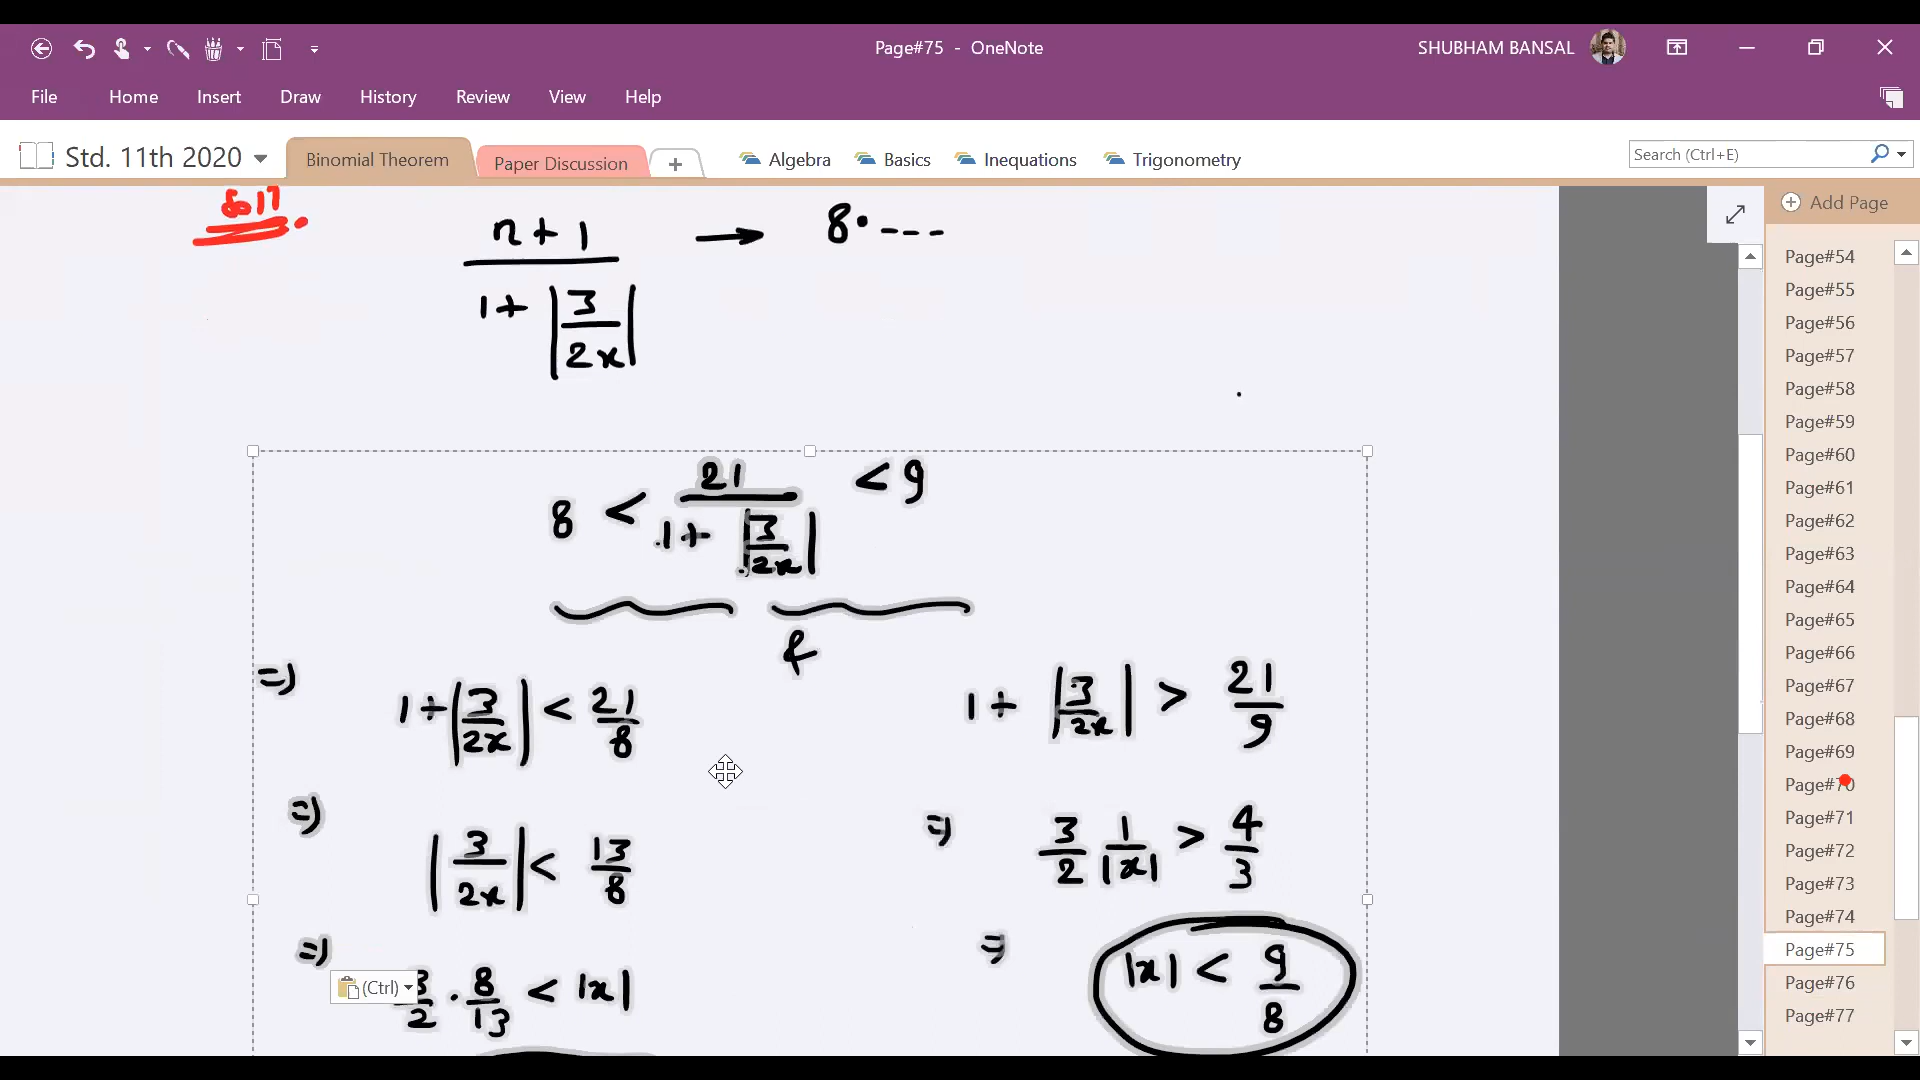 Page#75 - OneNote
SHUBHAM BANSAL
File Home Insert Draw History Review View Help
Std. 11th 2020
Binomial Theorem
Paper Discussion
+
Algebra
Basics
Inequations
Trigonometry
Search (Ctrl+E)
Add Page
Solⁿ.
(n+1)/(1+|3/2x|) → 8.---
8 < 21/(1+|3/2x|) < 9
&
=> 1+|3/2x| < 21/8
1+|3/2x| > 21/9
=> |3/2x| < 13/8
=> 3/2 1/|x| > 4/3
=> 3/2 . 8/13 < |x|
=> |x| < 9/8
(Ctrl)
Page#54
Page#55
Page#56
Page#57
Page#58
Page#59
Page#60
Page#61
Page#62
Page#63
Page#64
Page#65
Page#66
Page#67
Page#68
Page#69
Page#70
Page#71
Page#72
Page#73
Page#74
Page#75
Page#76
Page#77